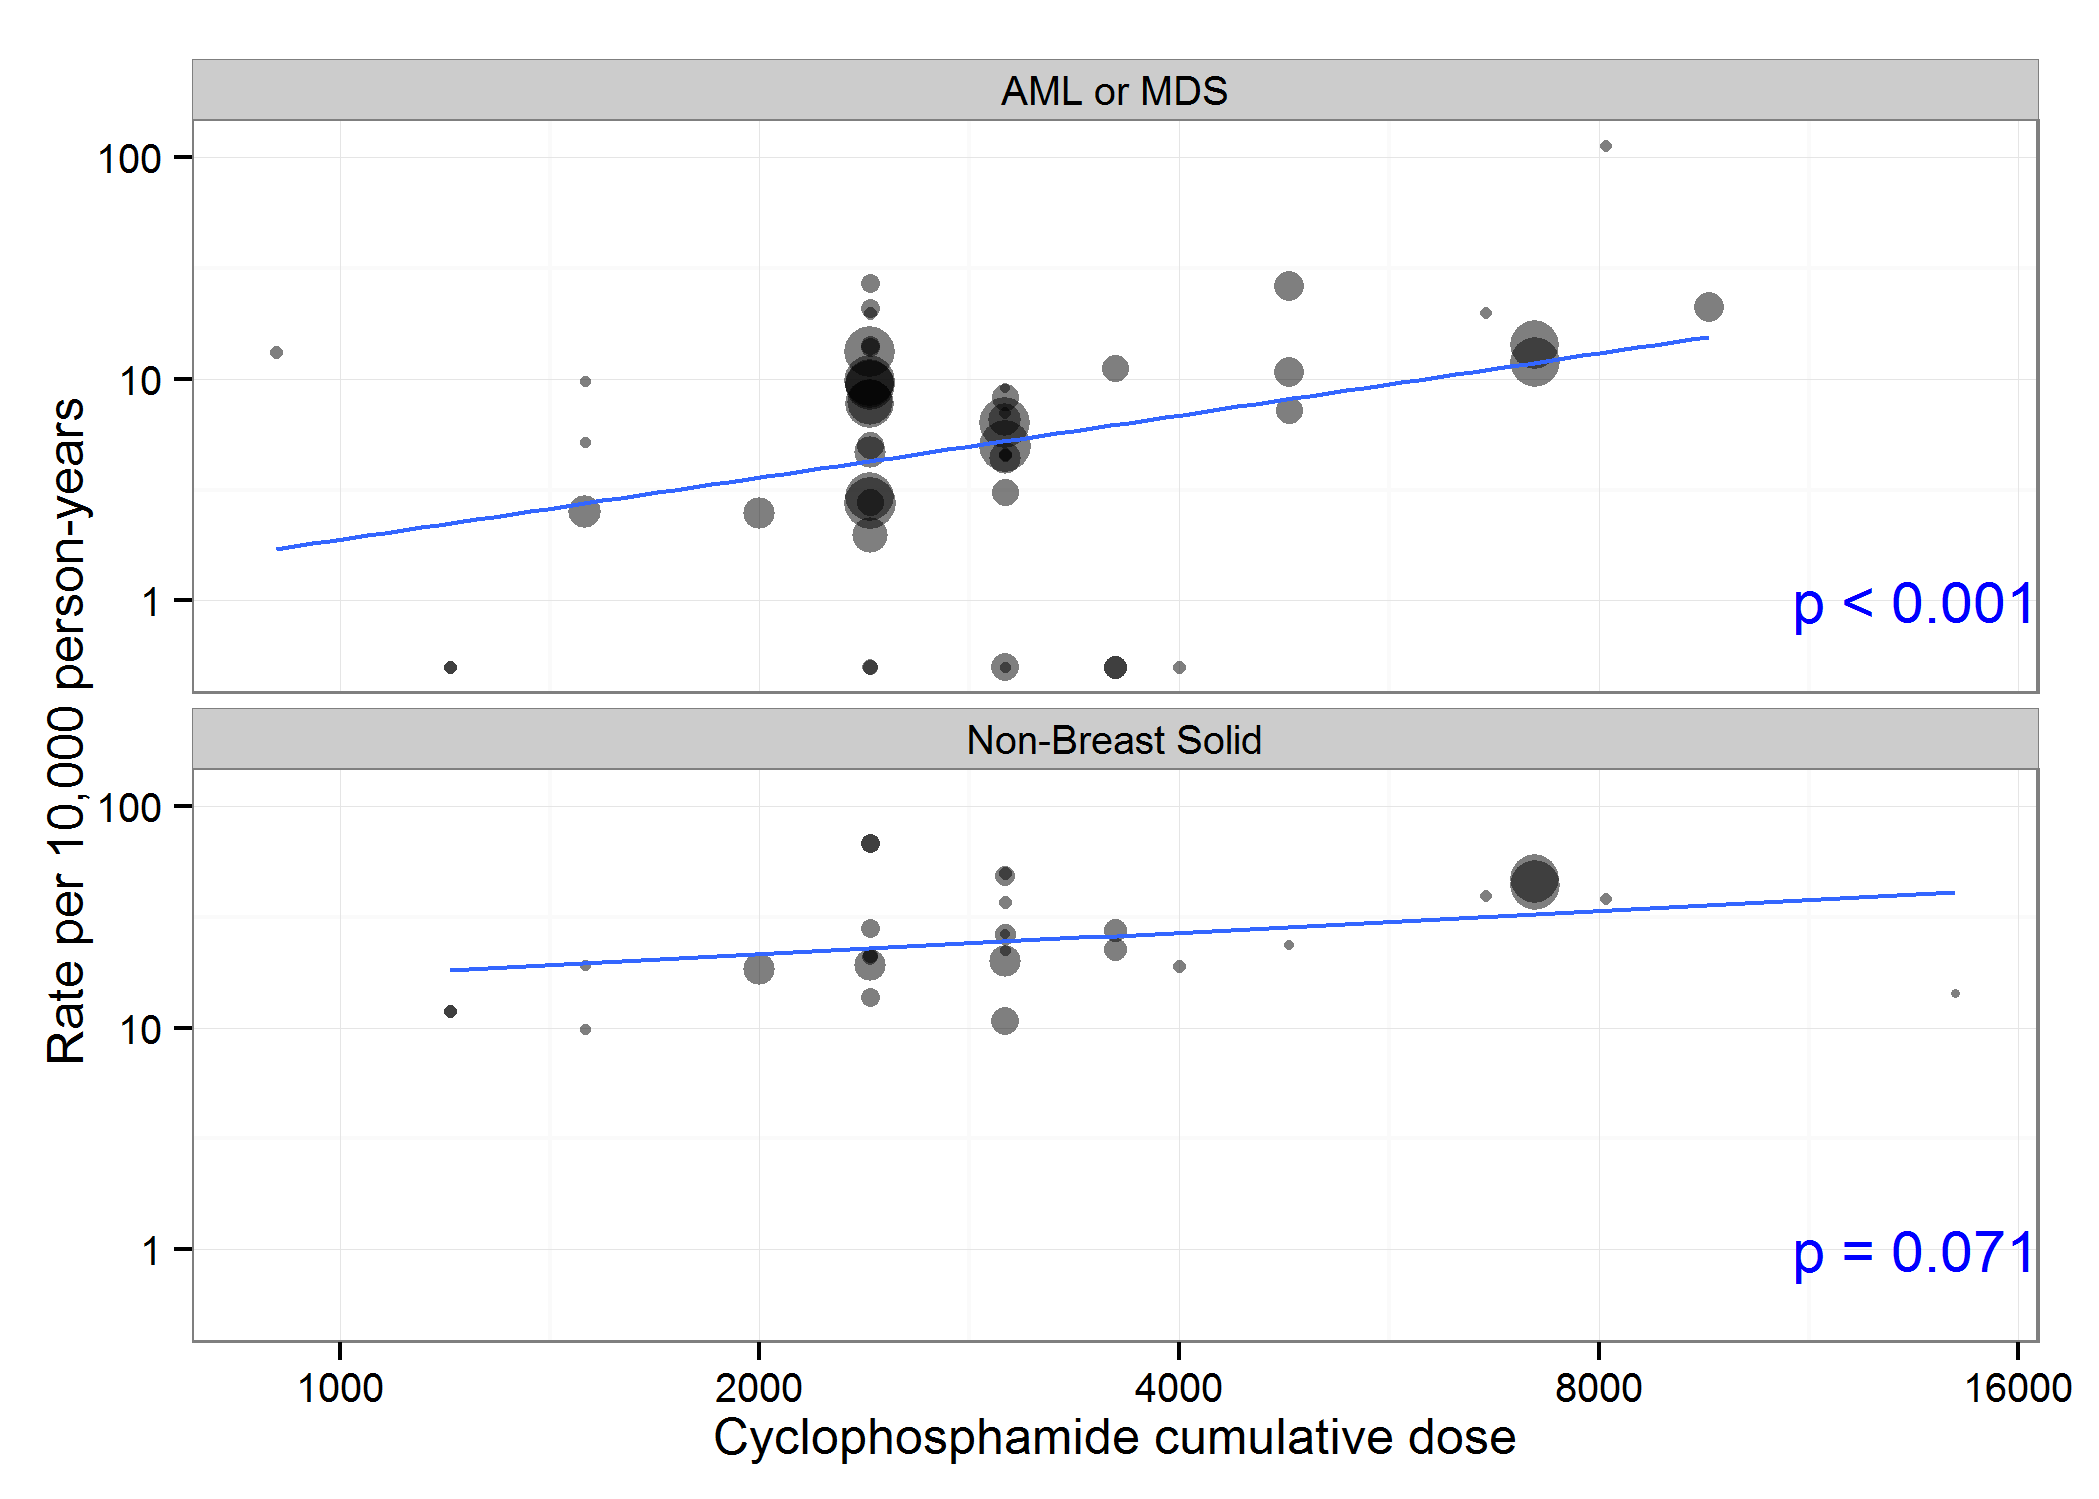 AML or MDS
100
10
1
p < 0.001
Rate per 10,000 person-years
Non-Breast Solid
100
10
1
p = 0.071
1000 2000 4000 8000 16000
Cyclophosphamide cumulative dose